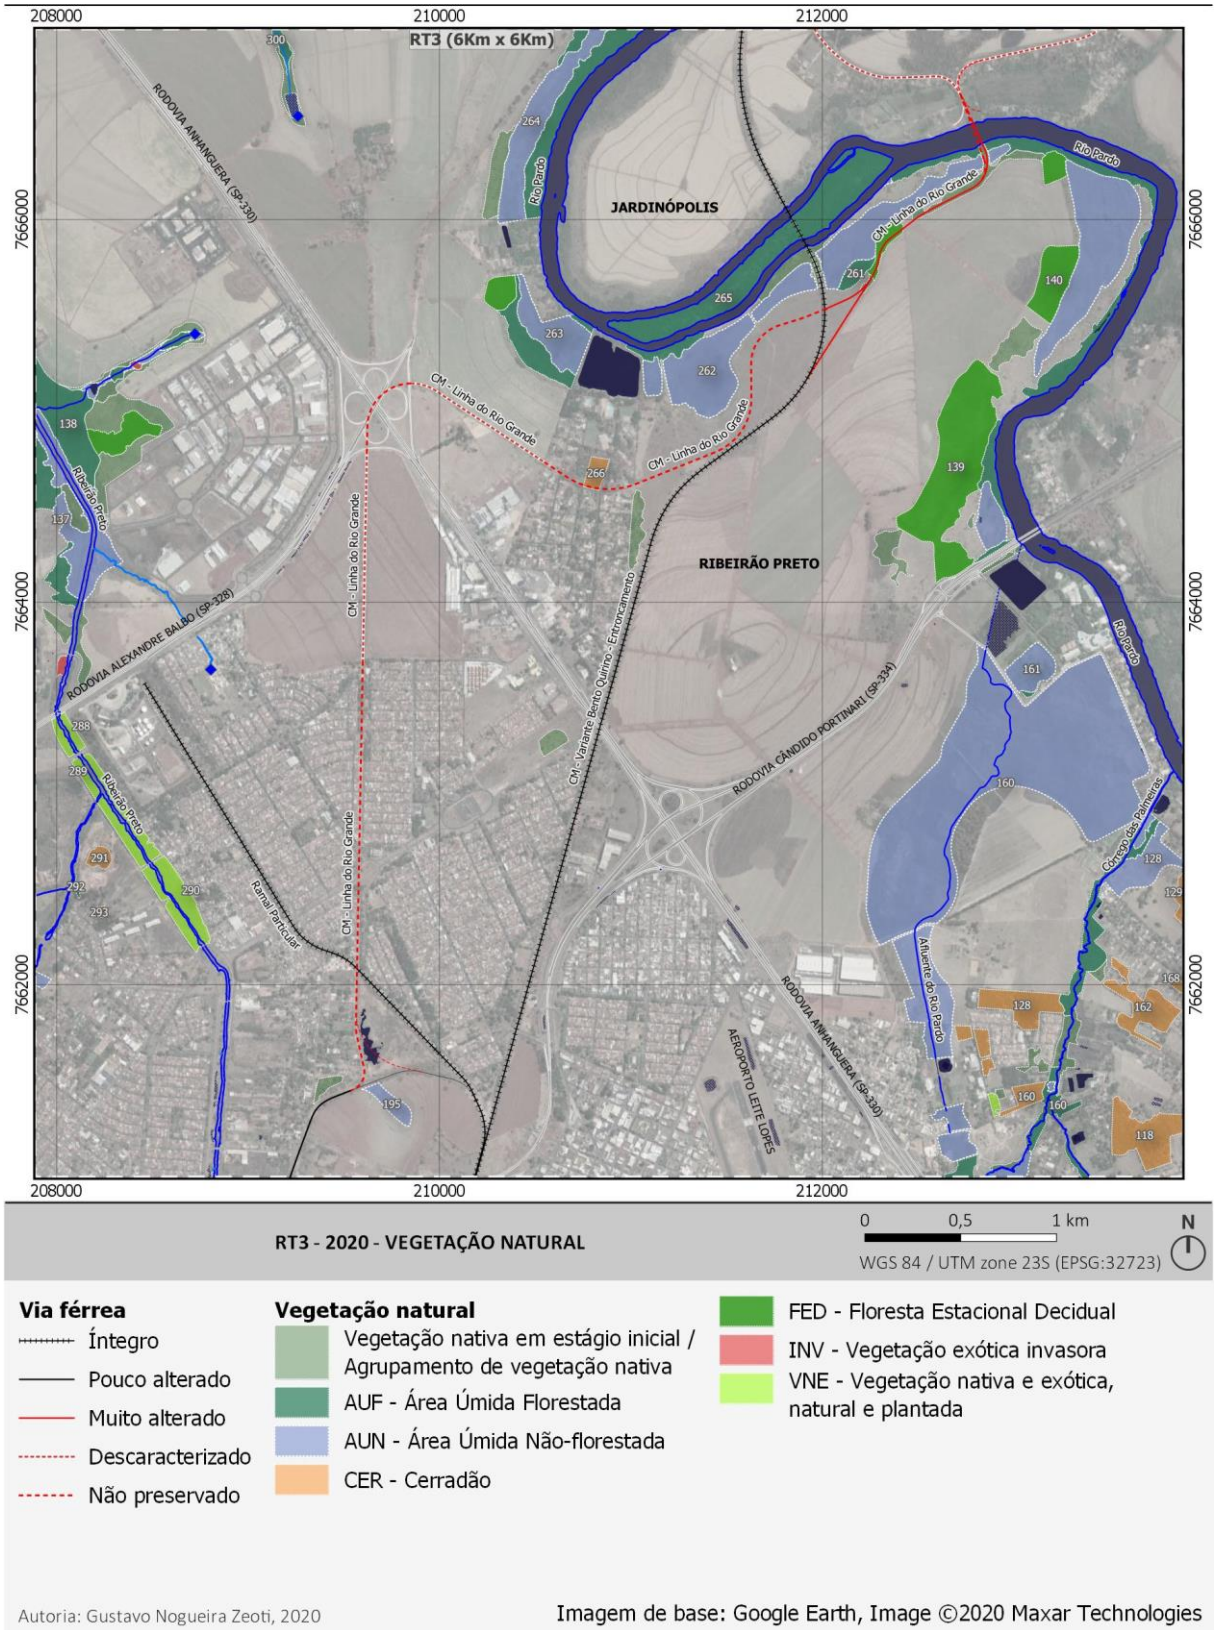 208000
210000
212000
RT3 (6Km x 6Km)
300
RODOVIA ANHANGUERA (SP-330)
264
Rio Pardo
Rio Pardo
7666000
7666000
JARDINÓPOLIS
CM - Linha do Rio Grande
261
140
265
263
262
138
CM - Linha do Rio Grande
CM - Linha do Rio Grande
266
139
Ribeirão Preto
137
CM - Linha do Rio Grande
RIBEIRÃO PRETO
7664000
7664000
RODOVIA ALEXANDRE BALBO (SP-328)
CM - Variante Bento Quirino - Entroncamento
Rio Pardo
161
RODOVIA CÂNDIDO PORTINARI (SP-334)
288
289
Ribeirão Preto
160
Córrego das Palmeiras
291
128
292
290
293
129
CM - Linha do Rio Grande
Ramal Particular
Afluente do Rio Pardo
7662000
7662000
168
128
162
RODOVIA ANHANGUERA (SP-330)
AEROPORTO LEITE LOPES
195
160
160
118
208000
210000
212000
RT3 - 2020 - VEGETAÇÃO NATURAL
0 0,5 1 km
N
WGS 84 / UTM zone 23S (EPSG:32723)
Via férrea
Íntegro
Pouco alterado
Muito alterado
Descaracterizado
Não preservado
Vegetação natural
Vegetação nativa em estágio inicial /
Agrupamento de vegetação nativa
AUF - Área Úmida Florestada
AUN - Área Úmida Não-florestada
CER - Cerradão
FED - Floresta Estacional Decidual
INV - Vegetação exótica invasora
VNE - Vegetação nativa e exótica,
natural e plantada
Autoria: Gustavo Nogueira Zeoti, 2020
Imagem de base: Google Earth, Image ©2020 Maxar Technologies